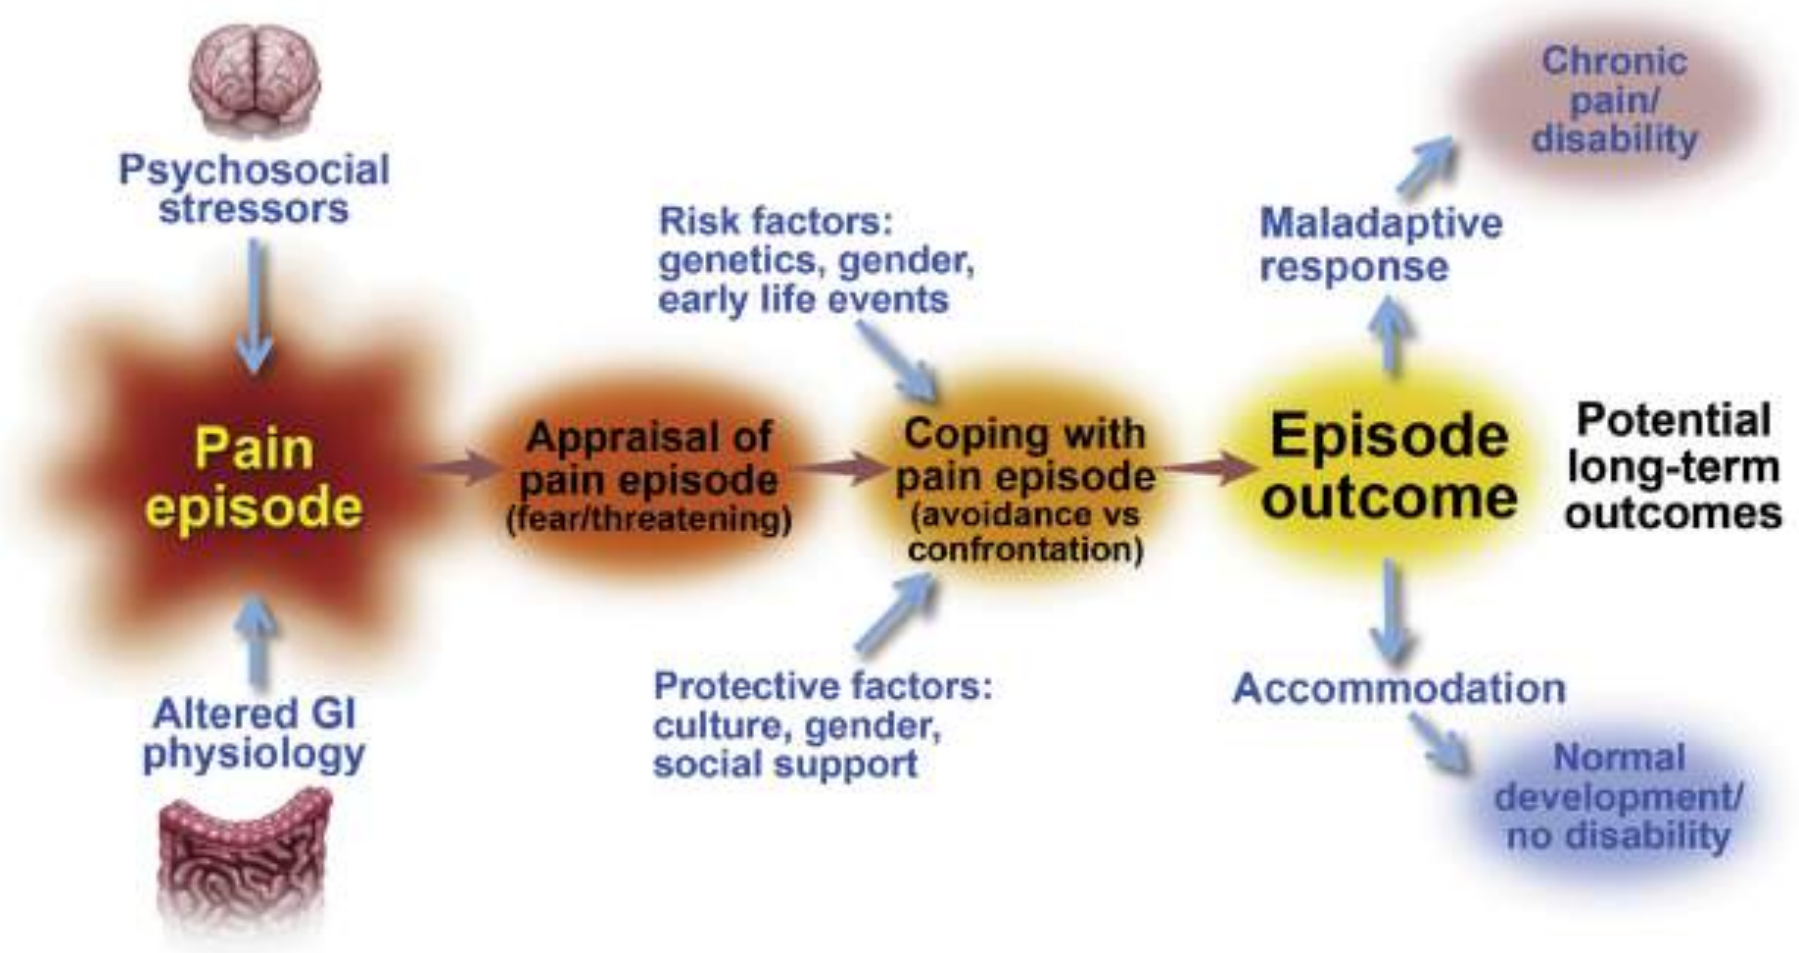 Psychosocial
stressors
Pain
episode
Altered GI
physiology
Appraisal of
pain episode
(fear/threatening)
Risk factors:
genetics, gender,
early life events
Coping with
pain episode
(avoidance vs
confrontation)
Protective factors:
culture, gender,
social support
Episode
outcome
Maladaptive
response
Chronic
pain/
disability
Potential
long-term
outcomes
Accommodation
Normal
development/
no disability